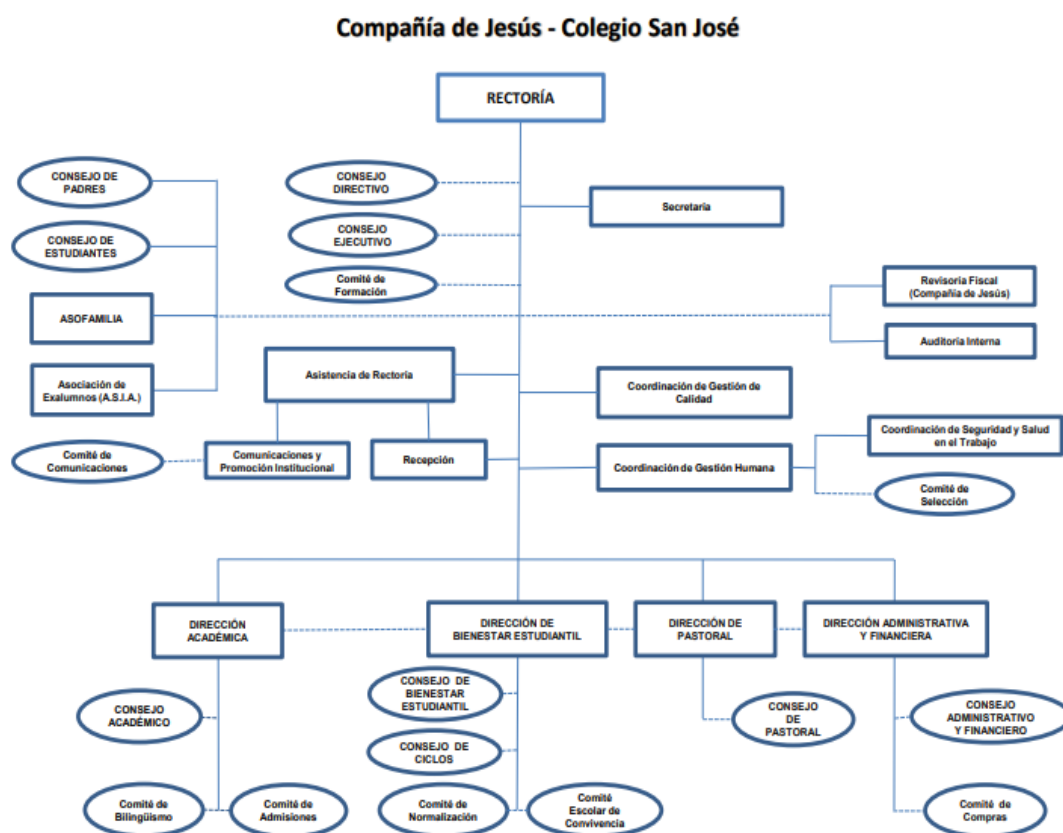 Compañía de Jesús - Colegio San José
RECTORÍA
CONSEJO DE
PADRES
CONSEJO
DIRECTIVO
Secretaria
CONSEJO DE
ESTUDIANTES
CONSEJO
EJECUTIVO
Comité de
Formación
Revisoria Fiscal
(Compañía de Jesús)
ASOFAMILIA
Auditoría Interna
Asociación de
Exalumnos (A.S.I.A.)
Asistencia de Rectoría
Coordinación de Gestión de
Calidad
Comité de
Comunicaciones
Comunicaciones y
Promoción Institucional
Recepción
Coordinación de Gestión Humana
Coordinación de Seguridad y Salud
en el Trabajo
Comité de
Selección
DIRECCIÓN
ACADÉMICA
DIRECCIÓN DE
BIENESTAR ESTUDIANTIL
DIRECCIÓN DE
PASTORAL
DIRECCIÓN ADMINISTRATIVA
Y FINANCIERA
CONSEJO
ACADÉMICO
CONSEJO DE
BIENESTAR
ESTUDIANTIL
CONSEJO
DE
PASTORAL
CONSEJO
ADMINISTRATIVO
Y FINANCIERO
CONSEJO DE
CICLOS
Comité de
Bilingüismo
Comité de
Admisiones
Comité de
Normalización
Comité
Escolar de
Convivencia
Comité de
Compras